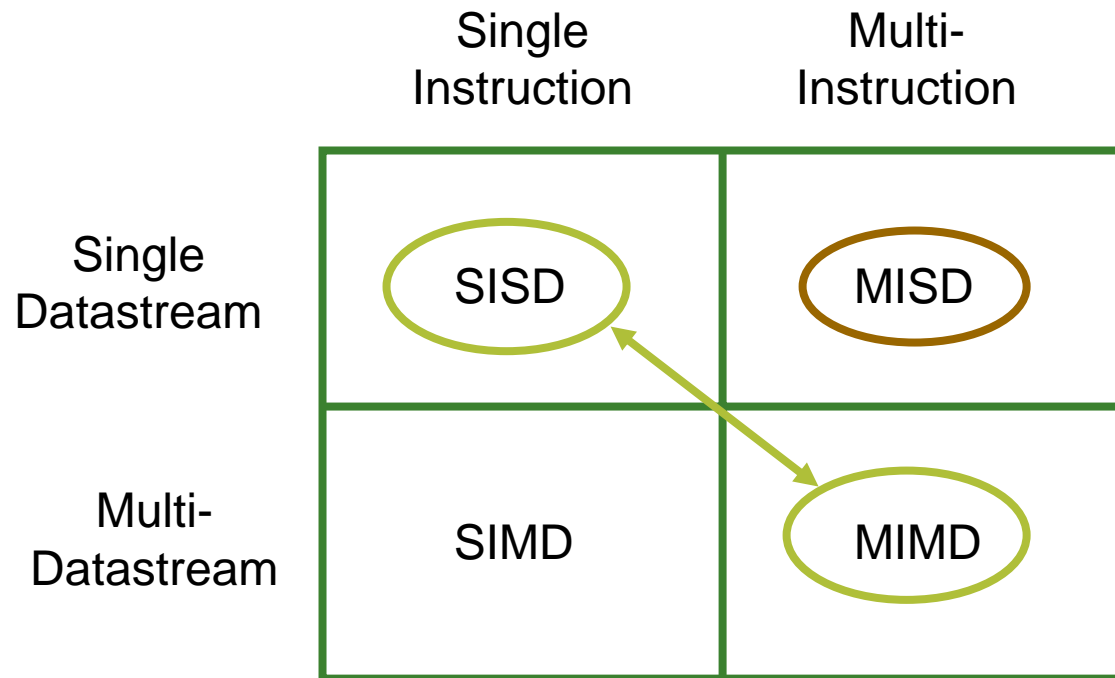 Single
Instruction
Multi-
Instruction
Single
Datastream
SISD
MISD
Multi-
Datastream
SIMD
MIMD